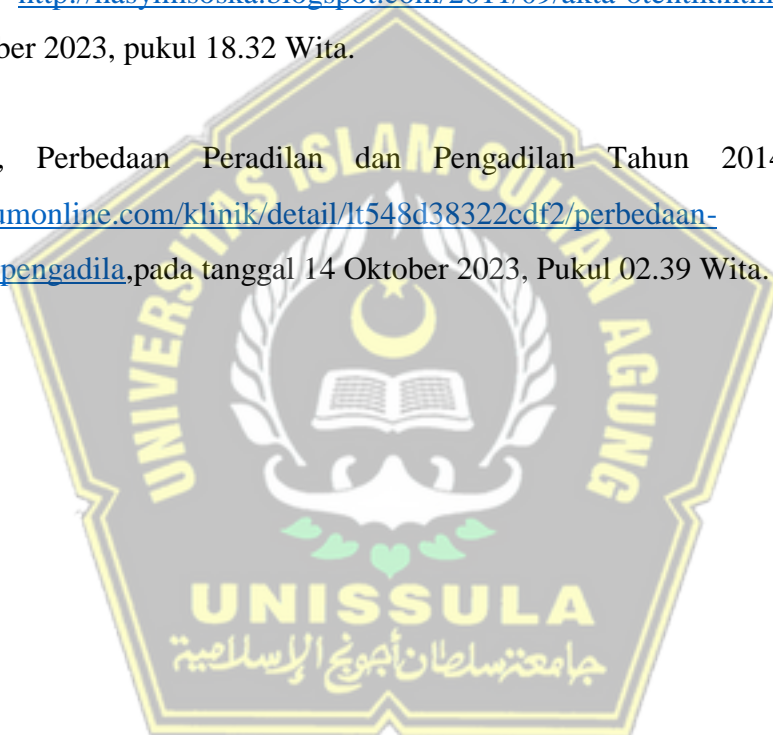 http://hasyimsoska.blogspot.com/2011/09/akta-otentik.html
ber 2023, pukul 18.32 Wita.
, Perbedaan Peradilan dan Pengadilan Tahun 2014
umonline.com/klinik/detail/lt548d38322cdf2/perbedaan-
pengadila,pada tanggal 14 Oktober 2023, Pukul 02.39 Wita.
UNIVERSITAS ISLAM SULTAN AGUNG
UNISSULA
جامعة سلطان أجونج الإسلامية